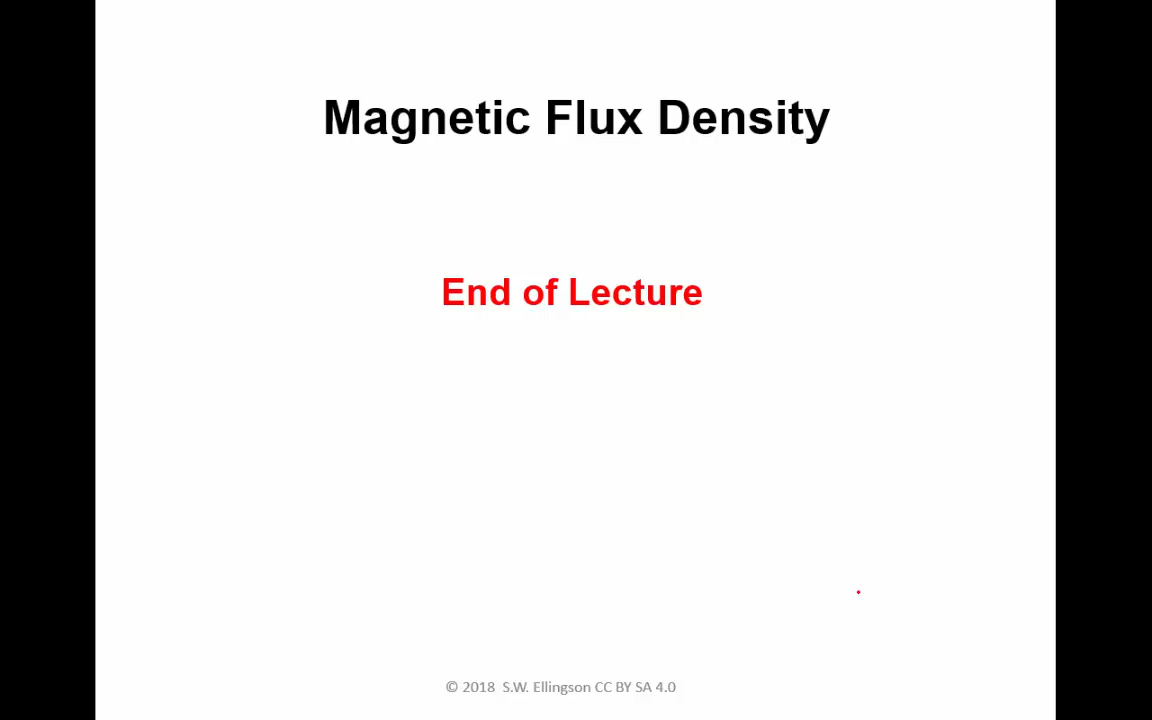 Magnetic Flux Density
End of Lecture
© 2018 S.W. Ellingson CC BY SA 4.0